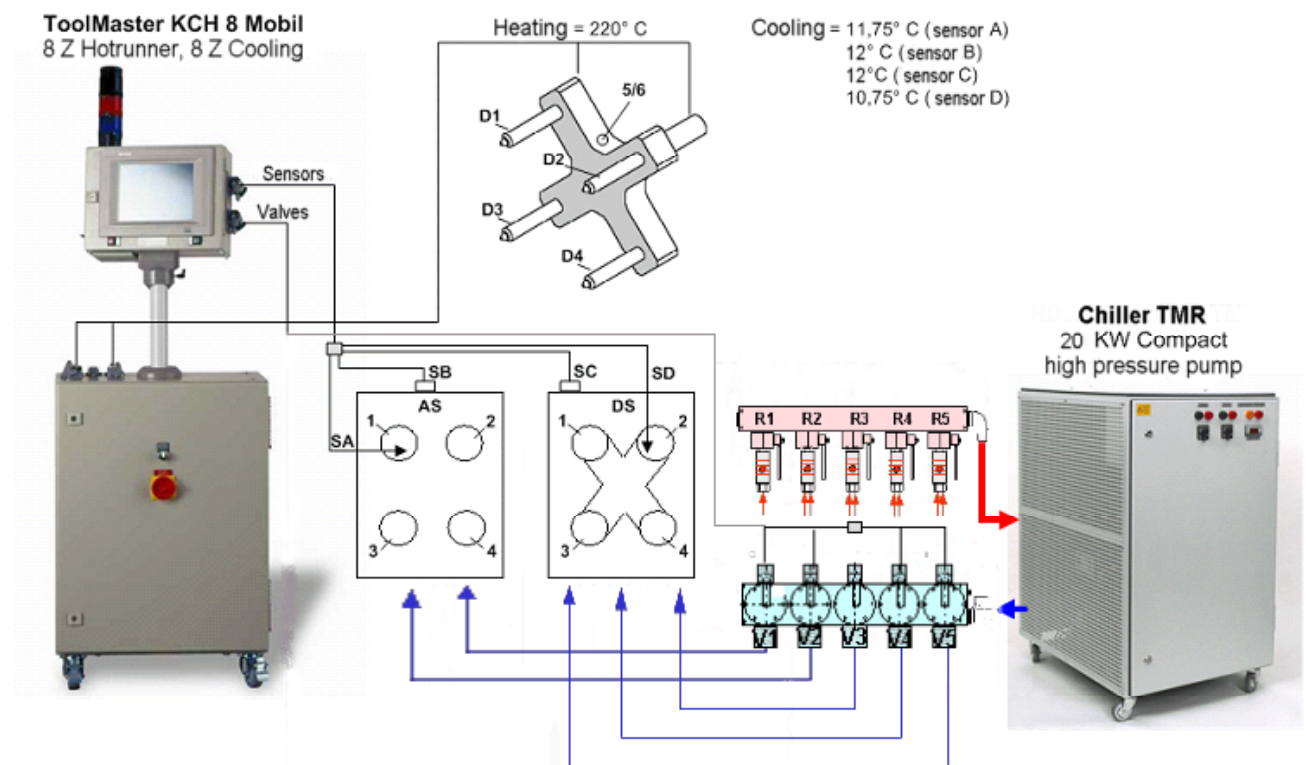 ToolMaster KCH 8 Mobil
8 Z Hotrunner, 8 Z Cooling
Heating = 220° C
Cooling = 11,75° C ( sensor A)
12° C ( sensor B)
12°C ( sensor C)
10,75° C ( sensor D)
5/6
D1
D2
D3
D4
Sensors
Valves
Chiller TMR
20 KW Compact
high pressure pump
SB
SC
SD
AS
DS
1
2
1
2
SA
3
4
3
4
R1 R2 R3 R4 R5
V1 V2 V3 V4 V5